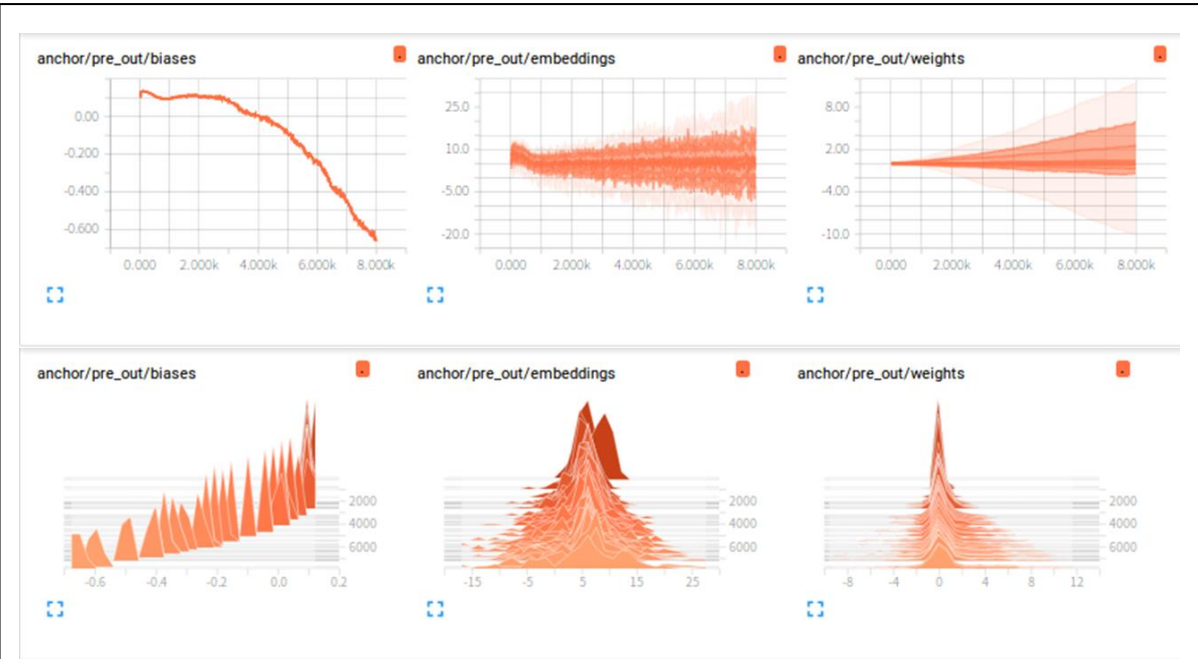 anchor/pre_out/biases
0.00
-0.200
-0.400
-0.600
0.000 2.000k 4.000k 6.000k 8.000k
anchor/pre_out/embeddings
25.0
10.0
-5.00
-20.0
0.000 2.000k 4.000k 6.000k 8.000k
anchor/pre_out/weights
8.00
2.00
-4.00
-10.0
0.000 2.000k 4.000k 6.000k 8.000k
anchor/pre_out/biases
2000
4000
6000
-0.6 -0.4 -0.2 0.0 0.2
anchor/pre_out/embeddings
2000
4000
6000
-15 -5 5 15 25
anchor/pre_out/weights
2000
4000
6000
-8 -4 0 4 8 12